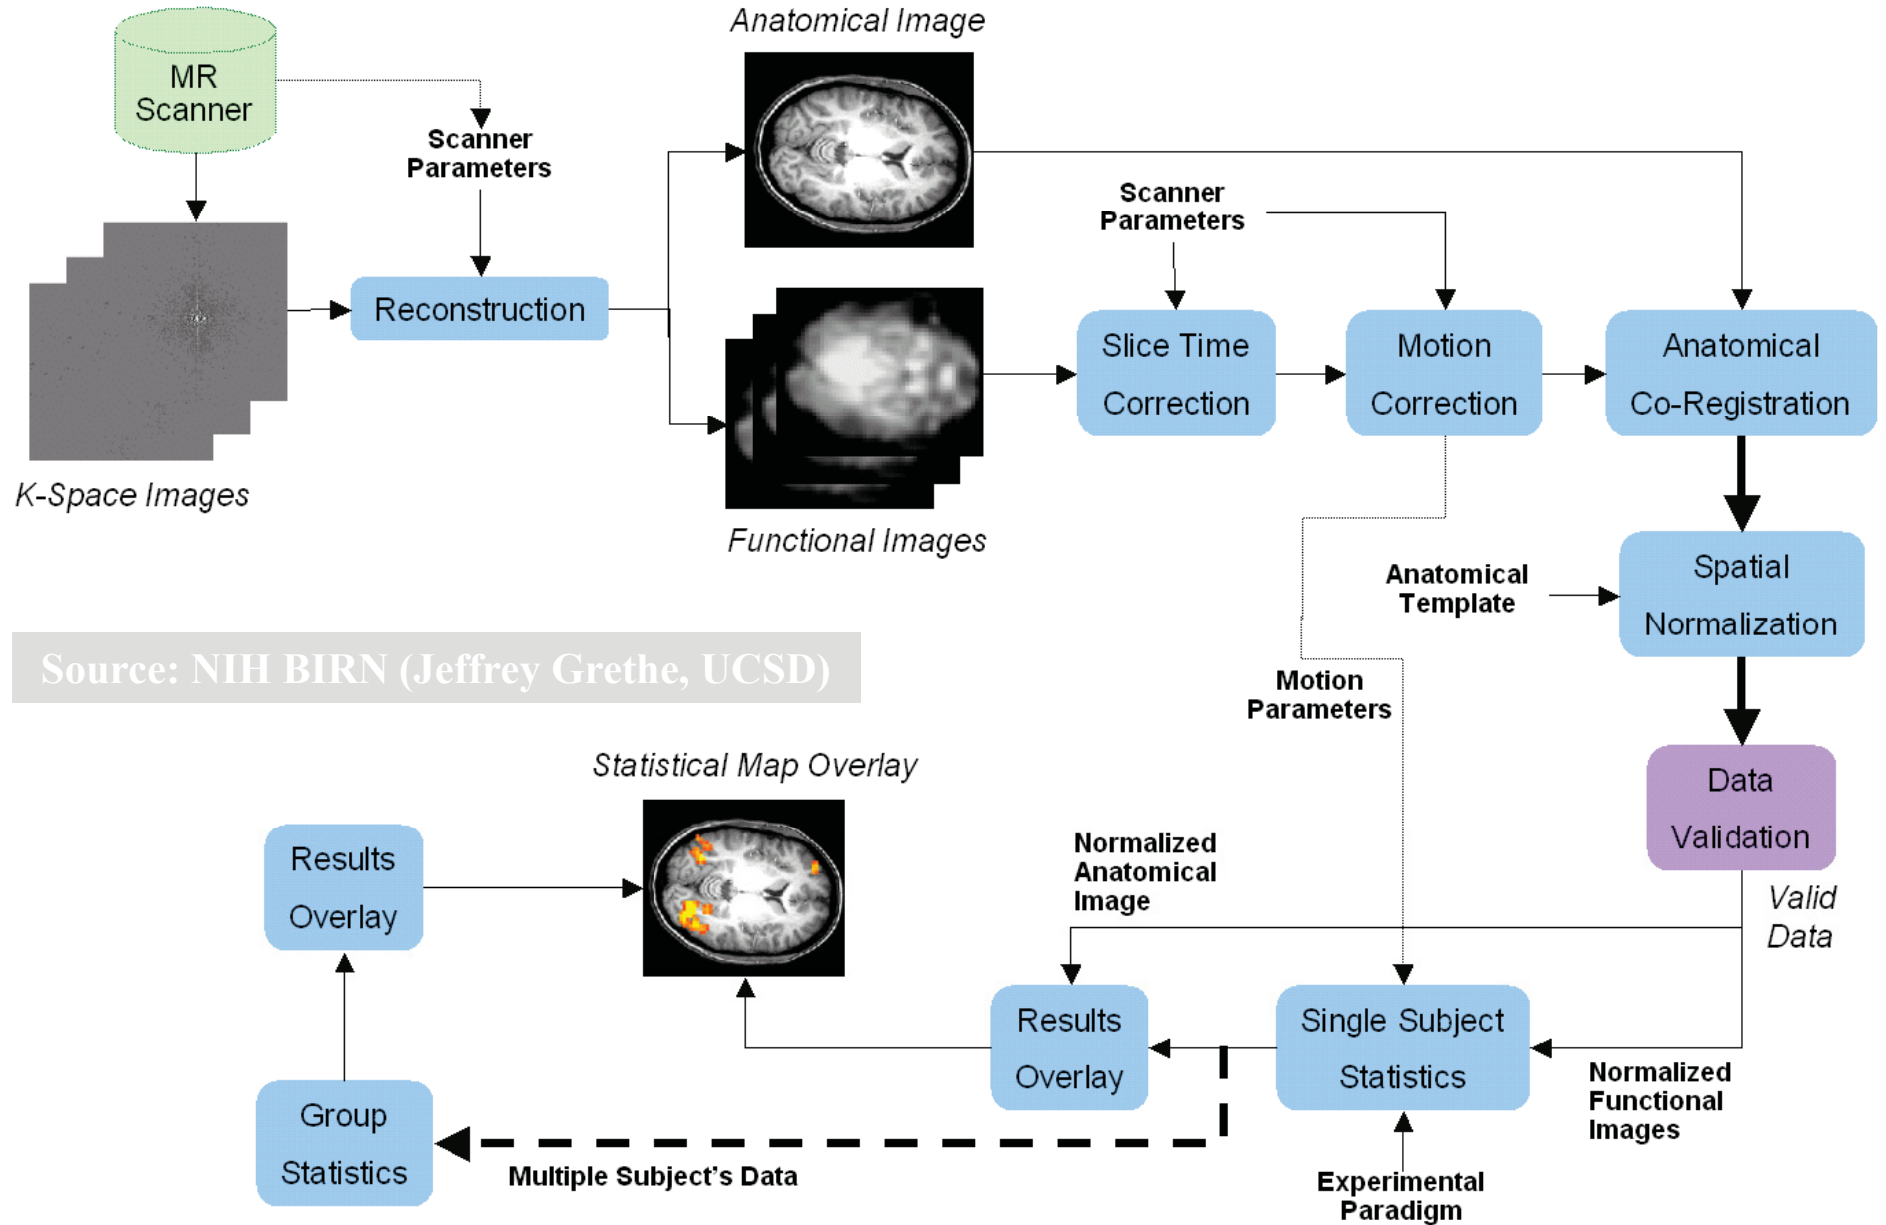 Anatomical Image
MR
Scanner
Scanner
Parameters
Scanner
Parameters
Reconstruction
Slice Time
Correction
Motion
Correction
Anatomical
Co-Registration
K-Space Images
Functional Images
Anatomical
Template
Spatial
Normalization
Source: NIH BIRN (Jeffrey Grethe, UCSD)
Motion
Parameters
Statistical Map Overlay
Data
Validation
Results
Overlay
Normalized
Anatomical
Image
Valid
Data
Results
Overlay
Single Subject
Statistics
Normalized
Functional
Images
Group
Statistics
Multiple Subject's Data
Experimental
Paradigm